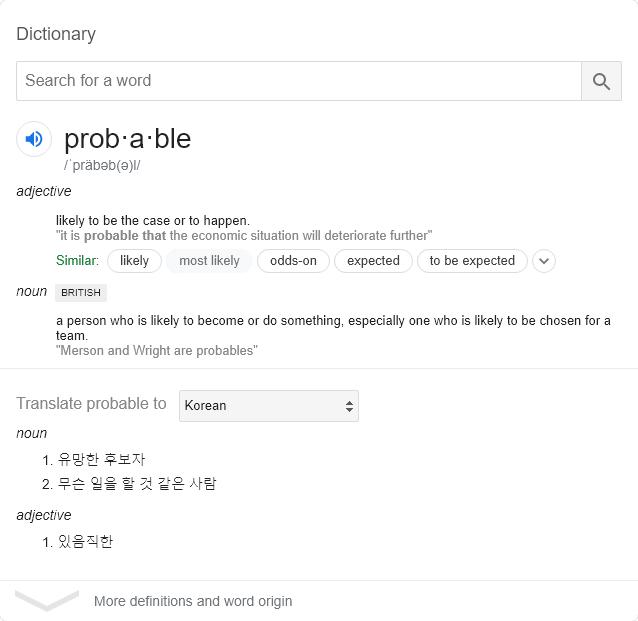 Dictionary
Search for a word
prob·a·ble
/ˈpräbəb(ə)l/
adjective
likely to be the case or to happen.
"it is probable that the economic situation will deteriorate further"
Similar: likely most likely odds-on expected to be expected
noun BRITISH
a person who is likely to become or do something, especially one who is likely to be chosen for a
team.
"Merson and Wright are probables"
Translate probable to Korean
noun
1. 유망한 후보자
2. 무슨 일을 할 것 같은 사람
adjective
1. 있음직한
More definitions and word origin